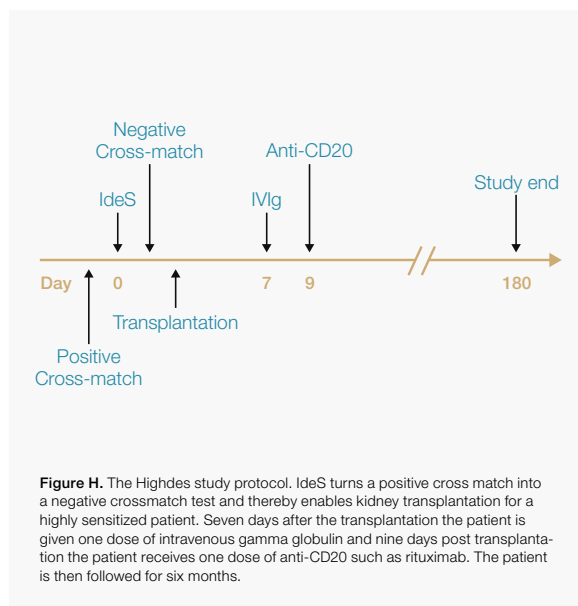 Negative
Cross-match
Anti-CD20
IdeS
IVIg
Study end
Day 0 7 9 180
Transplantation
Positive
Cross-match
Figure H. The Highdes study protocol. IdeS turns a positive cross match into
a negative crossmatch test and thereby enables kidney transplantation for a
highly sensitized patient. Seven days after the transplantation the patient is
given one dose of intravenous gamma globulin and nine days post transplanta-
tion the patient receives one dose of anti-CD20 such as rituximab. The patient
is then followed for six months.